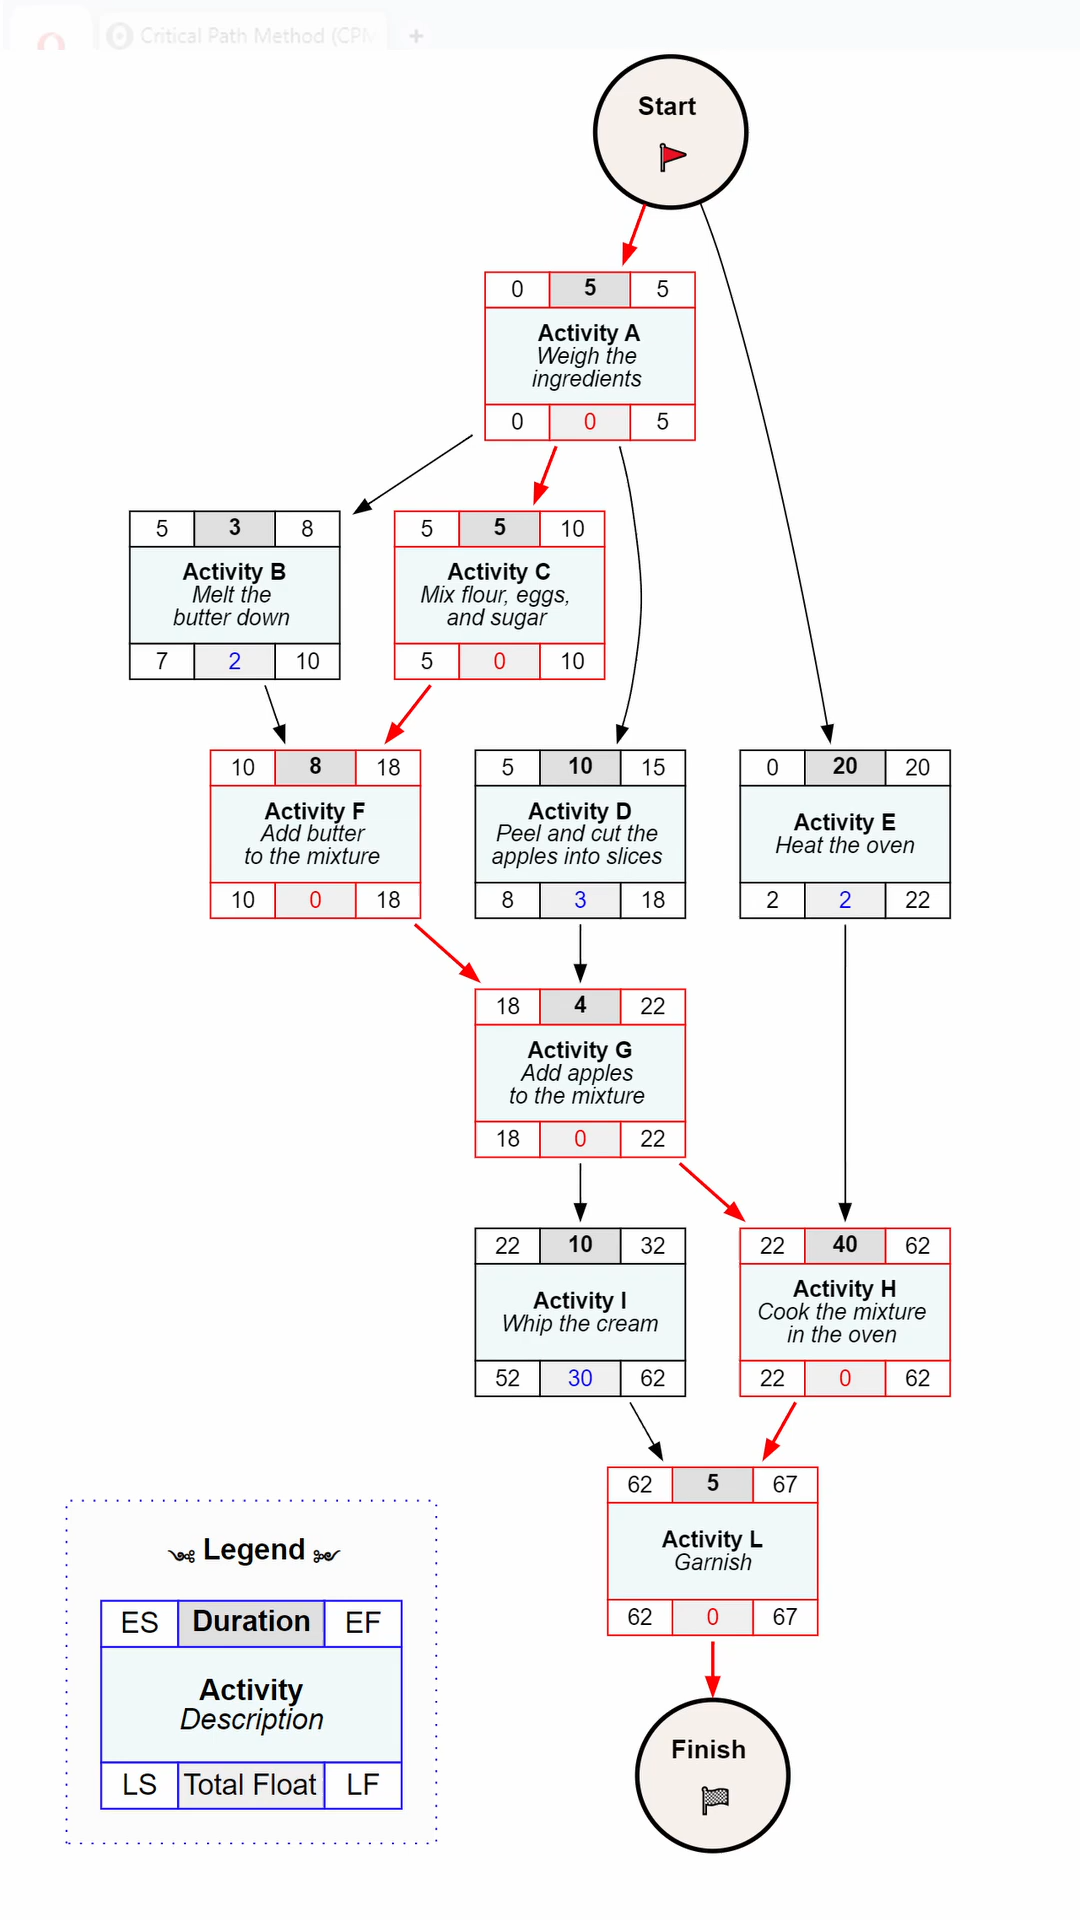 Critical Path Method (CPM
+
Start
0 5 5
Activity A
Weigh the
ingredients
0 0 5
5 3 8
Activity B
Melt the
butter down
7 2 10
5 5 10
Activity C
Mix flour, eggs,
and sugar
5 0 10
10 8 18
Activity F
Add butter
to the mixture
10 0 18
5 10 15
Activity D
Peel and cut the
apples into slices
8 3 18
0 20 20
Activity E
Heat the oven
2 2 22
18 4 22
Activity G
Add apples
to the mixture
18 0 22
22 10 32
Activity I
Whip the cream
52 30 62
22 40 62
Activity H
Cook the mixture
in the oven
22 0 62
62 5 67
Activity L
Garnish
62 0 67
Legend
ES Duration EF
Activity
Description
LS Total Float LF
Finish